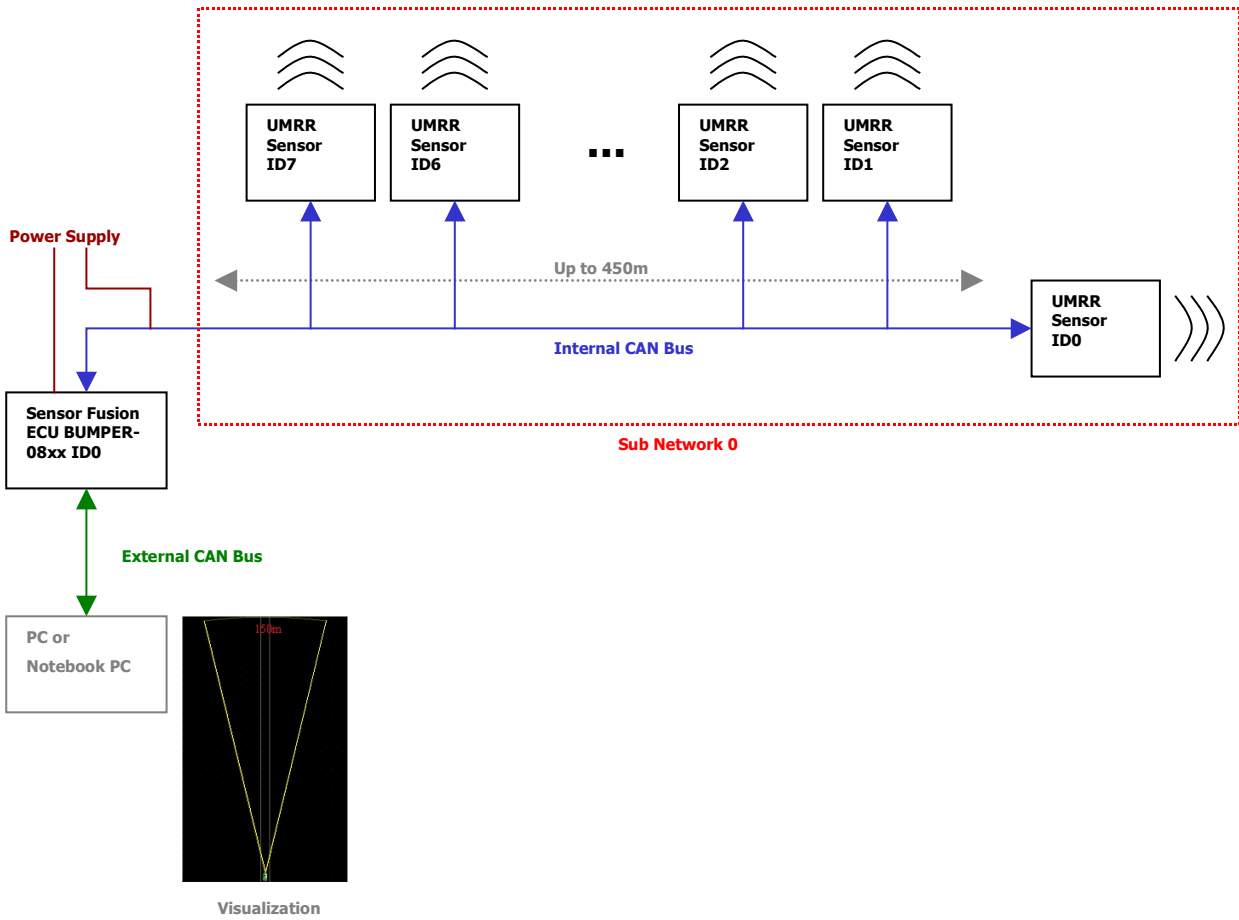 UMRR
Sensor
ID7
UMRR
Sensor
ID6
...
UMRR
Sensor
ID2
UMRR
Sensor
ID1
Power Supply
Up to 450m
UMRR
Sensor
ID0
Internal CAN Bus
Sensor Fusion
ECU BUMPER-
08xx ID0
Sub Network 0
External CAN Bus
PC or
Notebook PC
150m
Visualization